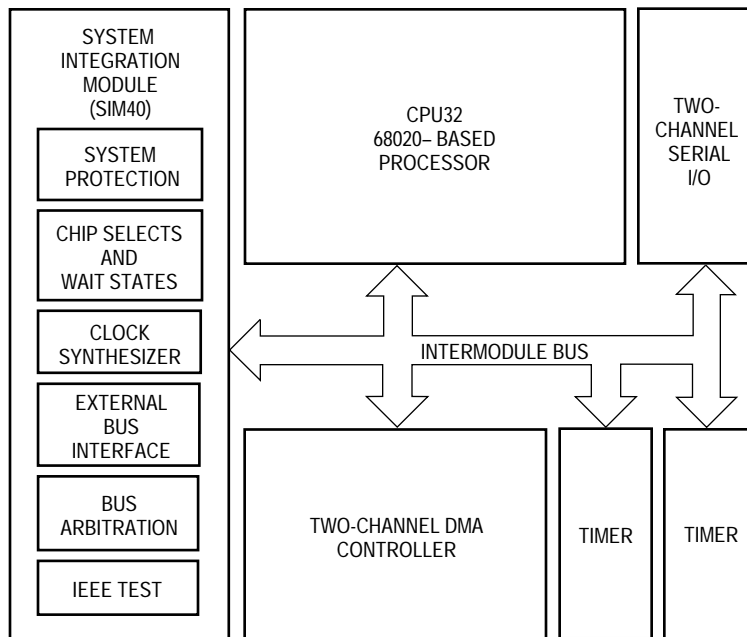 SYSTEM
INTEGRATION
MODULE
(SIM40)
SYSTEM
PROTECTION
CHIP SELECTS
AND
WAIT STATES
CLOCK
SYNTHESIZER
EXTERNAL
BUS
INTERFACE
BUS
ARBITRATION
IEEE TEST
CPU32
68020– BASED
PROCESSOR
TWO-
CHANNEL
SERIAL
I/O
INTERMODULE BUS
TWO-CHANNEL DMA
CONTROLLER
TIMER
TIMER